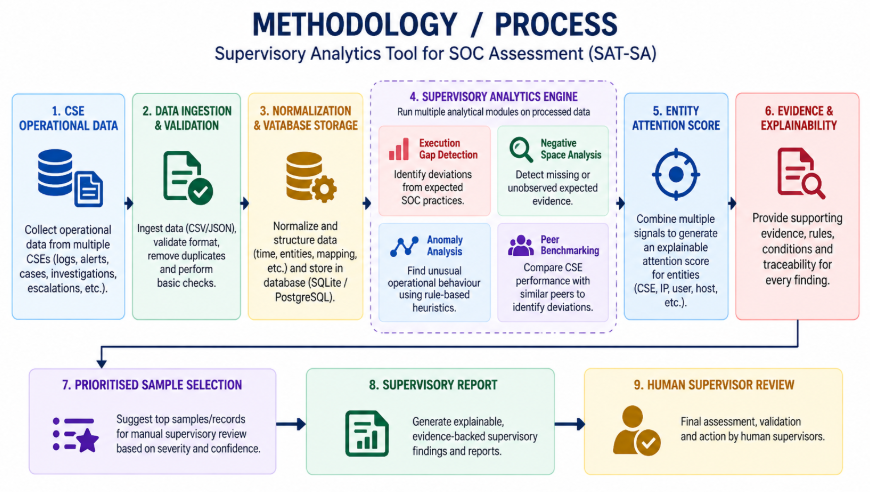 METHODOLOGY / PROCESS
Supervisory Analytics Tool for SOC Assessment (SAT-SA)
1. CSE
OPERATIONAL DATA
Collect operational
data from multiple
CSEs (logs, alerts,
cases, investigations,
escalations, etc.).
2. DATA INGESTION
& VALIDATION
Ingest data (CSV/JSON),
validate format,
remove duplicates
and perform
basic checks.
3. NORMALIZATION
& VATABASE STORAGE
Normalize and
structure data
(time, entities, mapping,
etc.) and store in
database (SQLite /
PostgreSQL).
4. SUPERVISORY ANALYTICS ENGINE
Run multiple analytical modules on processed data
Execution
Gap Detection
Identify deviations
from expected
SOC practices.
Negative
Space Analysis
Detect missing or
unobserved expected
evidence.
Anomaly
Analysis
Find unusual
operational behaviour
using rule-based
heuristics.
Peer
Benchmarking
Compare CSE
performance with
similar peers to
identify deviations.
5. ENTITY
ATTENTION SCORE
Combine multiple
signals to generate
an explainable
attention score
for entities
(CSE, IP, user, host,
etc.).
6. EVIDENCE &
EXPLAINABILITY
Provide supporting
evidence, rules,
conditions and
traceability for
every finding.
7. PRIORITISED SAMPLE SELECTION
Suggest top samples/records
for manual supervisory review
based on severity and confidence.
8. SUPERVISORY REPORT
Generate explainable,
evidence-backed supervisory
findings and reports.
9. HUMAN SUPERVISOR REVIEW
Final assessment, validation
and action by human supervisors.